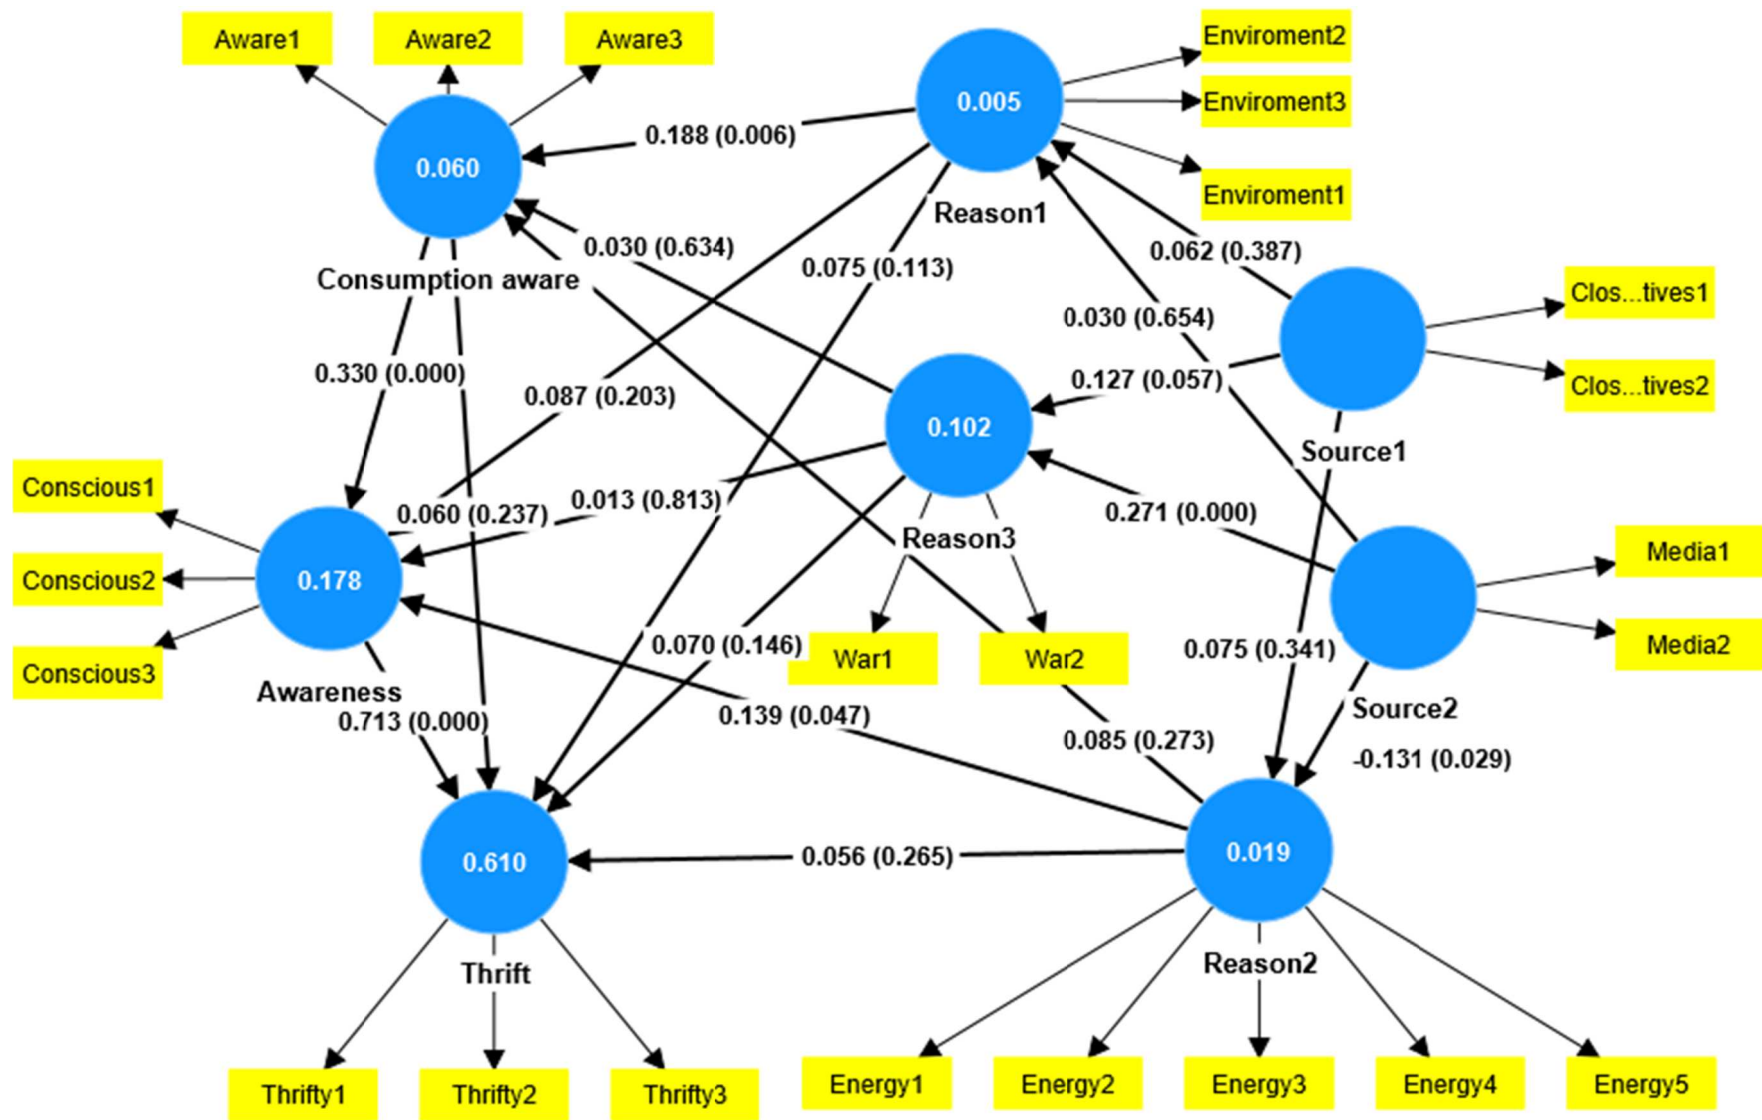 Aware1
Aware2
Aware3
Enviroment2
Enviroment3
Enviroment1
0.005
0.060
0.188 (0.006)
Reason1
Consumption aware
0.030 (0.634)
0.075 (0.113)
0.062 (0.387)
0.030 (0.654)
Clos...tives1
Clos...tives2
0.330 (0.000)
0.087 (0.203)
0.127 (0.057)
0.102
Source1
Conscious1
Conscious2
Conscious3
0.060 (0.237)
0.013 (0.813)
0.271 (0.000)
Reason3
0.178
Media1
Media2
War1
War2
0.070 (0.146)
0.075 (0.341)
Awareness
0.713 (0.000)
0.139 (0.047)
0.085 (0.273)
Source2
-0.131 (0.029)
0.610
0.056 (0.265)
0.019
Thrift
Reason2
Thrifty1
Thrifty2
Thrifty3
Energy1
Energy2
Energy3
Energy4
Energy5